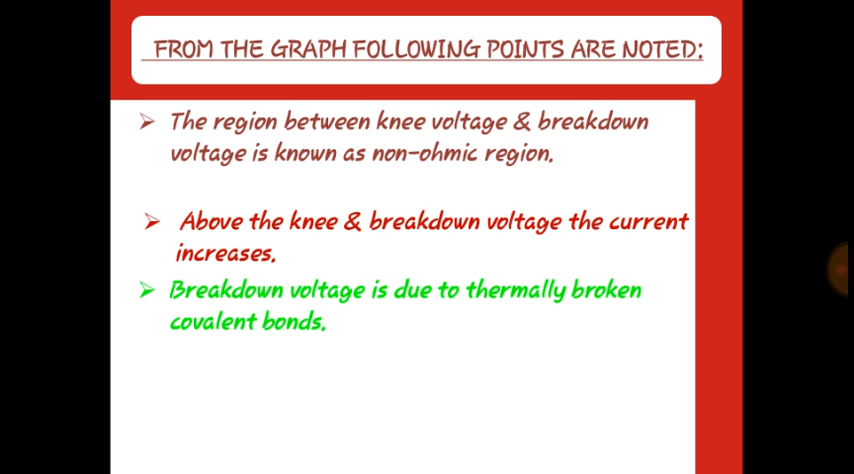 FROM THE GRAPH FOLLOWING POINTS ARE NOTED:
➢ The region between knee voltage & breakdown
voltage is known as non-ohmic region.
➢ Above the knee & breakdown voltage the current
increases.
➢ Breakdown voltage is due to thermally broken
covalent bonds.